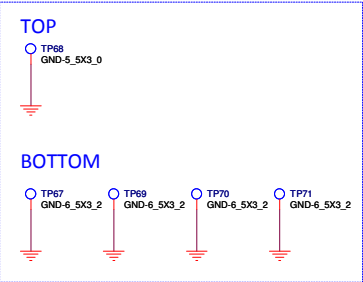 TOP
TP68
GND-5_5X3_0
BOTTOM
TP67 TP69 TP70 TP71
GND-6_5X3_2 GND-6_5X3_2 GND-6_5X3_2 GND-6_5X3_2